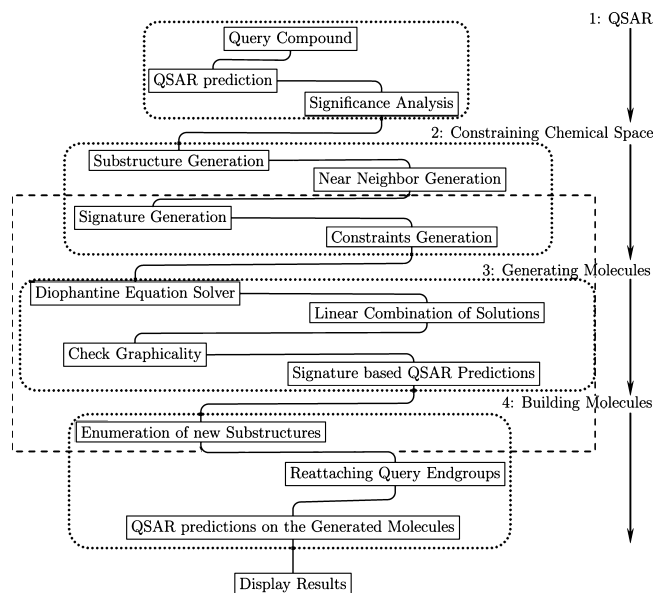 1: QSAR
Query Compound
QSAR prediction
Significance Analysis
2: Constraining Chemical Space
Substructure Generation
Near Neighbor Generation
Signature Generation
Constraints Generation
3: Generating Molecules
Diophantine Equation Solver
Linear Combination of Solutions
Check Graphicality
Signature based QSAR Predictions
4: Building Molecules
Enumeration of new Substructures
Reattaching Query Endgroups
QSAR predictions on the Generated Molecules
Display Results